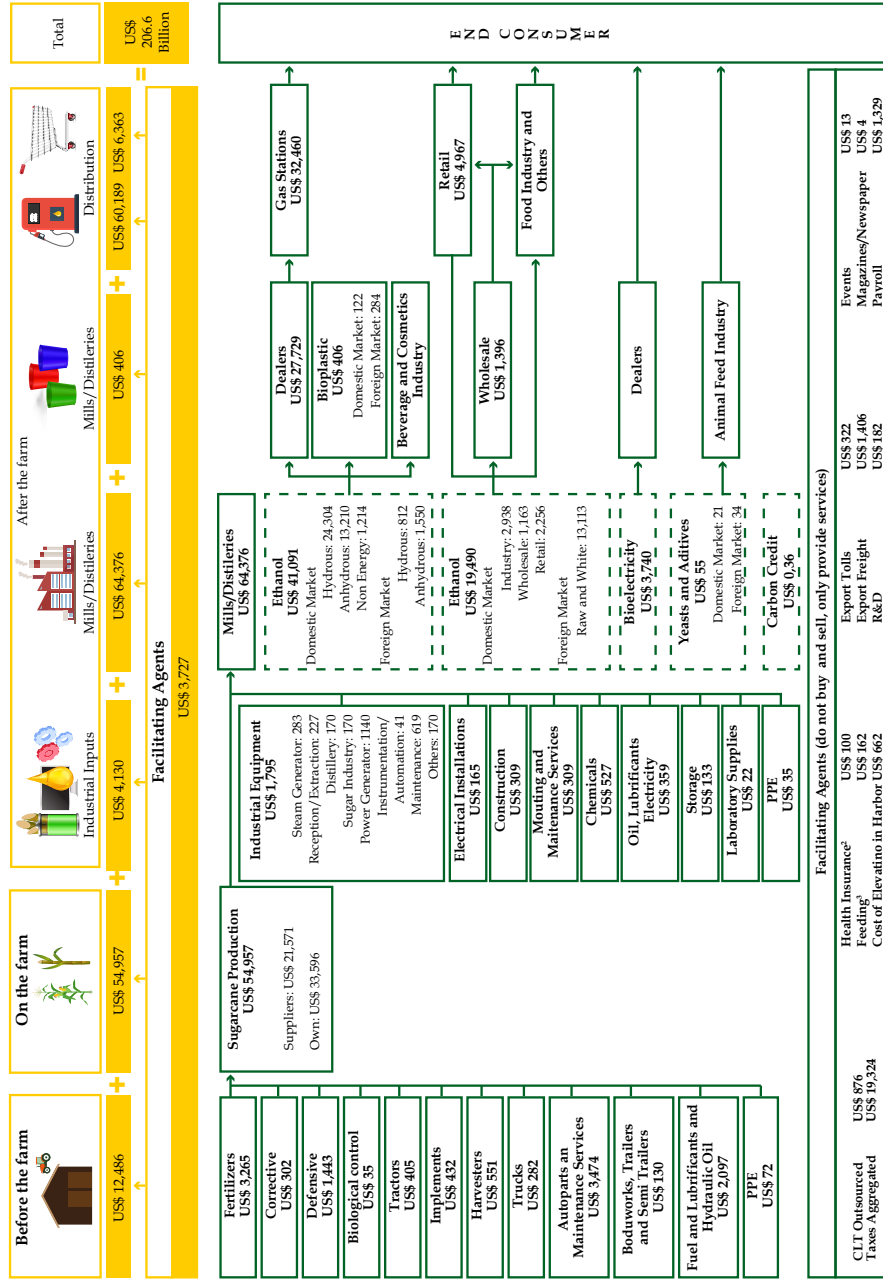 Before the farm
On the farm
After the farm
Industrial Inputs
Mills/Distileries
Mills/Distileries
Distribution
Total
US$ 12,486
+
US$ 54,957
+
US$ 4,130
+
US$ 64,376
+
US$ 406
+
US$ 60,189
US$ 6,363
=
US$
206.6
Billion
Facilitating Agents
US$ 3,727
Fertilizers
US$ 3,265
Corrective
US$ 302
Defensive
US$ 1,443
Biological control
US$ 35
Tractors
US$ 405
Implements
US$ 432
Harvesters
US$ 551
Trucks
US$ 282
Autoparts an
Maintenance Services
US$ 3,474
Boduworks, Trailers
and Semi Trailers
US$ 130
Fuel and Lubrificants and
Hydraulic Oil
US$ 2,097
PPE
US$ 72
Sugarcane Production
US$ 54,957
Suppliers: US$ 21,571
Own: US$ 33,596
Industrial Equipment
US$ 1,795
Steam Generator: 283
Reception/Extraction: 227
Distillery: 170
Sugar Industry: 170
Power Generator: 1140
Instrumentation/
Automation: 41
Maintenance: 619
Others: 170
Electrical Installations
US$ 165
Construction
US$ 309
Mouting and
Maitenance Services
US$ 309
Chemicals
US$ 527
Oil, Lubrificants
Electricity
US$ 359
Storage
US$ 133
Laboratory Supplies
US$ 22
PPE
US$ 35
Mills/Distileries
US$ 64,376
Ethanol
US$ 41,091
Domestic Market
Hydrous: 24,304
Anhydrous: 13,210
Non Energy: 1,214
Foreign Market
Hydrous: 812
Anhydrous: 1,550
Ethanol
US$ 19,490
Domestic Market
Industry: 2,938
Wholesale: 1,163
Retail: 2,256
Foreign Market
Raw and White: 13,113
Bioelectricity
US$ 3,740
Yeasts and Aditives
US$ 55
Domestic Market: 21
Foreign Market: 34
Carbon Credit
US$ 0,36
Dealers
US$ 27,729
Bioplastic
US$ 406
Domestic Market: 122
Foreign Market: 284
Beverage and Cosmetics
Industry
Wholesale
US$ 1,396
Dealers
Animal Feed Industry
Gas Stations
US$ 32,460
Retail
US$ 4,967
Food Industry and
Others
END CONSUMER
Facilitating Agents (do not buy and sell, only provide services)
CLT Outsourced US$ 876
Taxes Aggregated US$ 19,324
Health Insurance² US$ 100
Feeding³ US$ 162
Cost of Elevatino in Harbor US$ 662
Export Tolls US$ 322
Export Freight US$ 1,406
R&D US$ 182
Events US$ 13
Magazines/Newspaper US$ 4
Payroll US$ 1,329